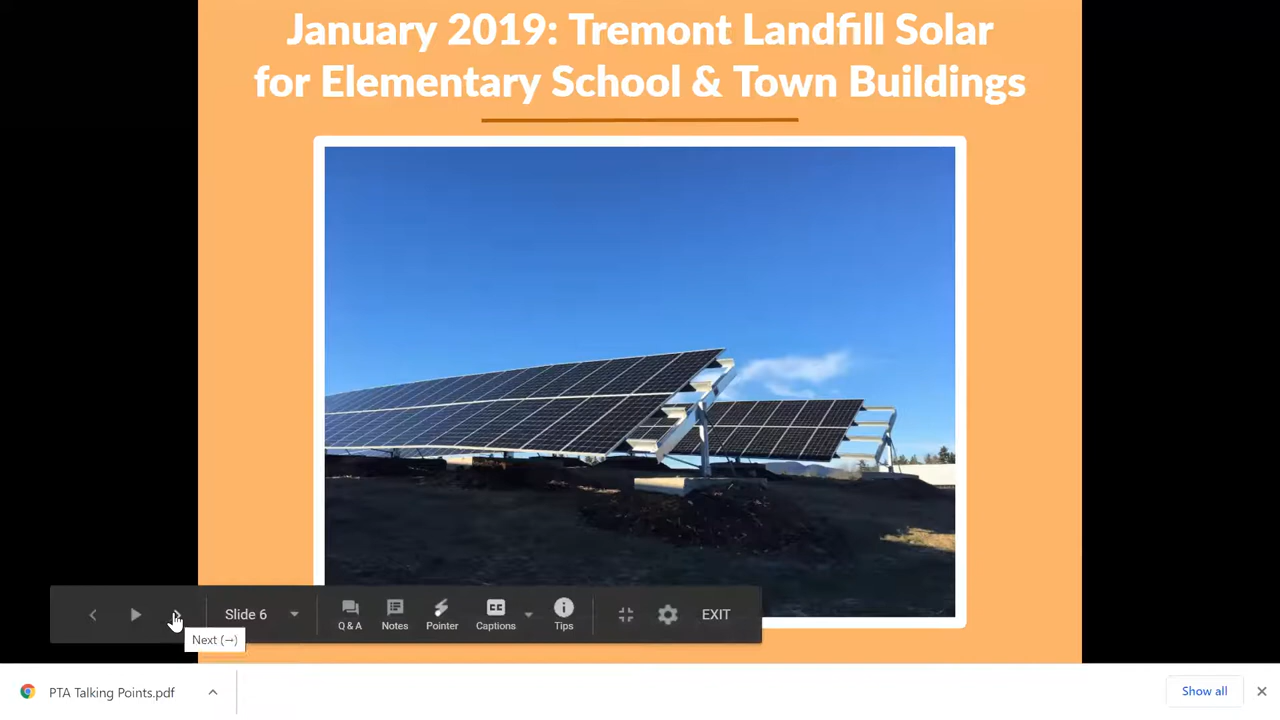 January 2019: Tremont Landfill Solar
for Elementary School & Town Buildings
Slide 6
Q & A
Notes
Pointer
CC
Captions
Tips
EXIT
Next (→)
PTA Talking Points.pdf
Show all